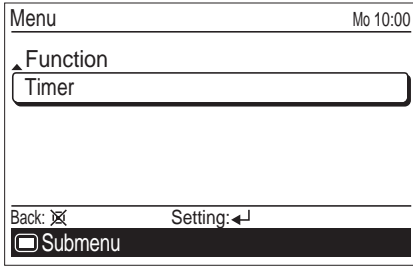 Menu Mo 10:00
Function
Timer
Back: Setting:
Submenu